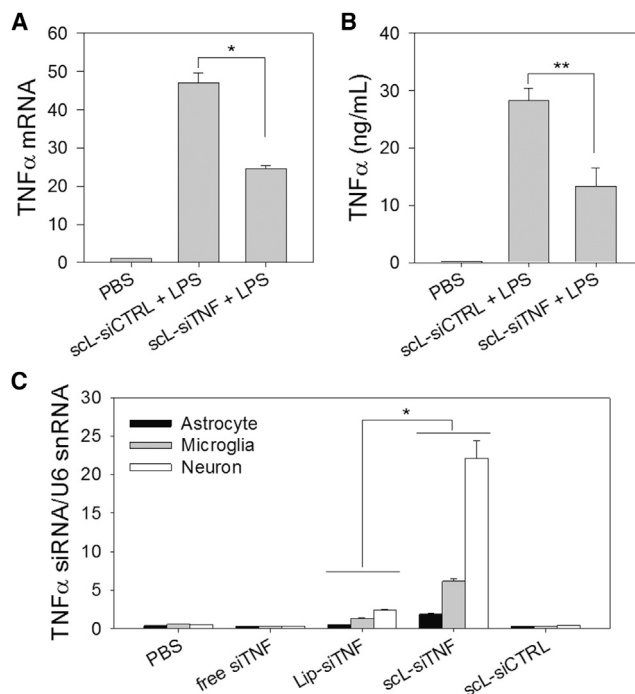 A
TNFα mRNA
60
50
40
30
20
10
0
*
PBS
scL-siCTRL + LPS
scL-siTNF + LPS
B
TNFα (ng/mL)
40
30
20
10
0
**
PBS
scL-siCTRL + LPS
scL-siTNF + LPS
C
TNFα siRNA/U6 snRNA
30
25
20
15
10
5
0
Astrocyte
Microglia
Neuron
*
PBS
free siTNF
Lip-siTNF
scL-siTNF
scL-siCTRL